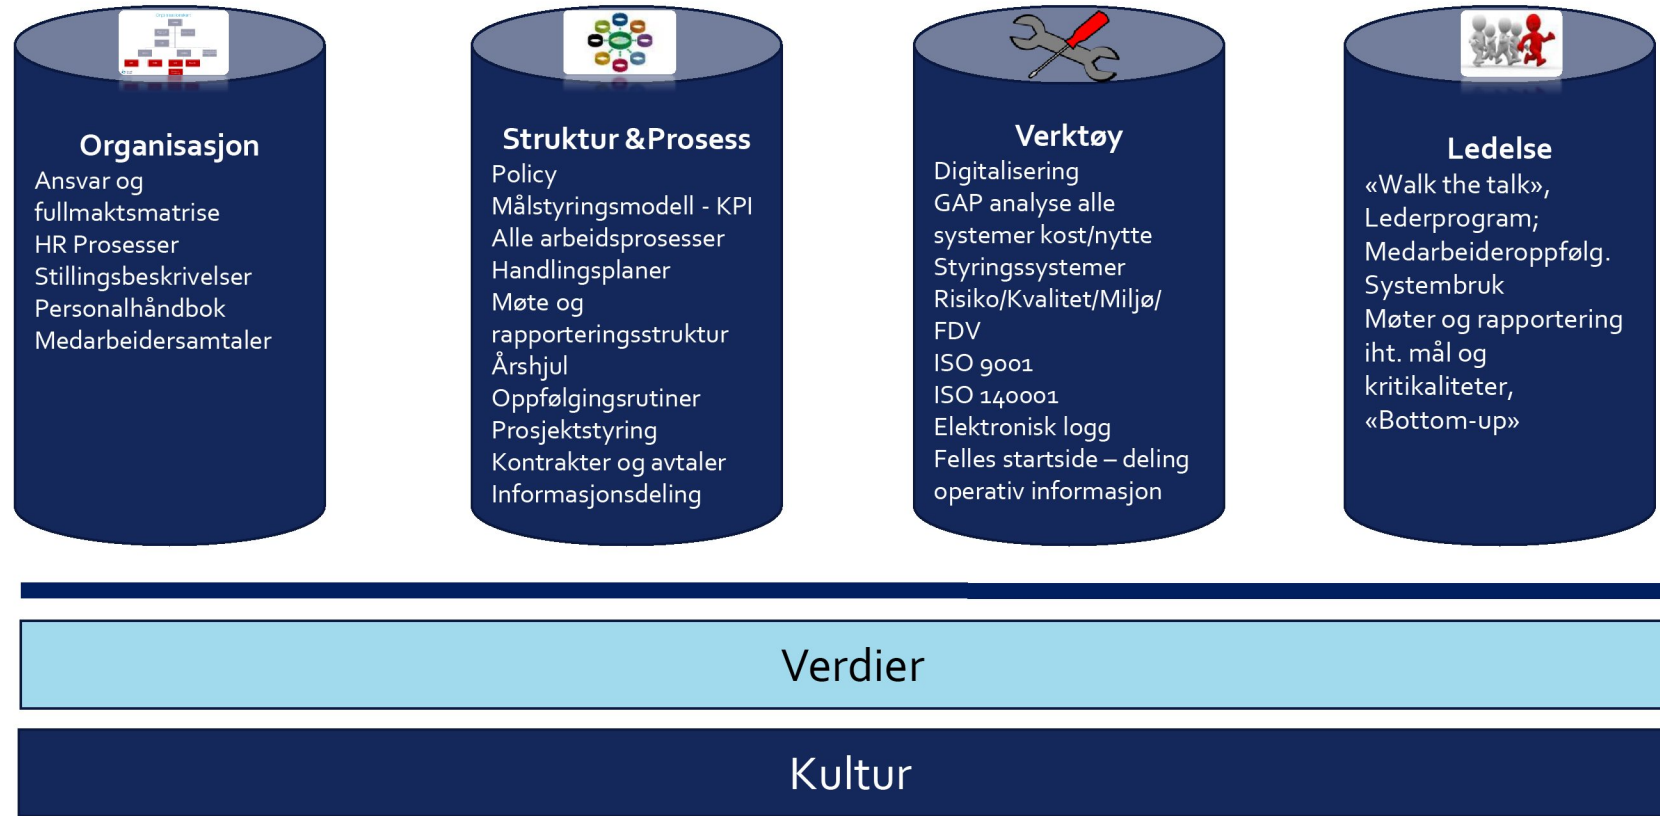 Organisasjon
Ansvar og
fullmaktsmatrise
HR Prosesser
Stillingsbeskrivelser
Personalhåndbok
Medarbeidersamtaler
Struktur &Prosess
Policy
Målstyringsmodell - KPI
Alle arbeidsprosesser
Handlingsplaner
Møte og
rapporteringsstruktur
Årshjul
Oppfølgingsrutiner
Prosjektstyring
Kontrakter og avtaler
Informasjonsdeling
Verktøy
Digitalisering
GAP analyse alle
systemer kost/nytte
Styringssystemer
Risiko/Kvalitet/Miljø/
FDV
ISO 9001
ISO 140001
Elektronisk logg
Felles startside – deling
operativ informasjon
Ledelse
«Walk the talk»,
Lederprogram;
Medarbeideroppfølg.
Systembruk
Møter og rapportering
iht. mål og
kritikaliteter,
«Bottom-up»
Verdier
Kultur